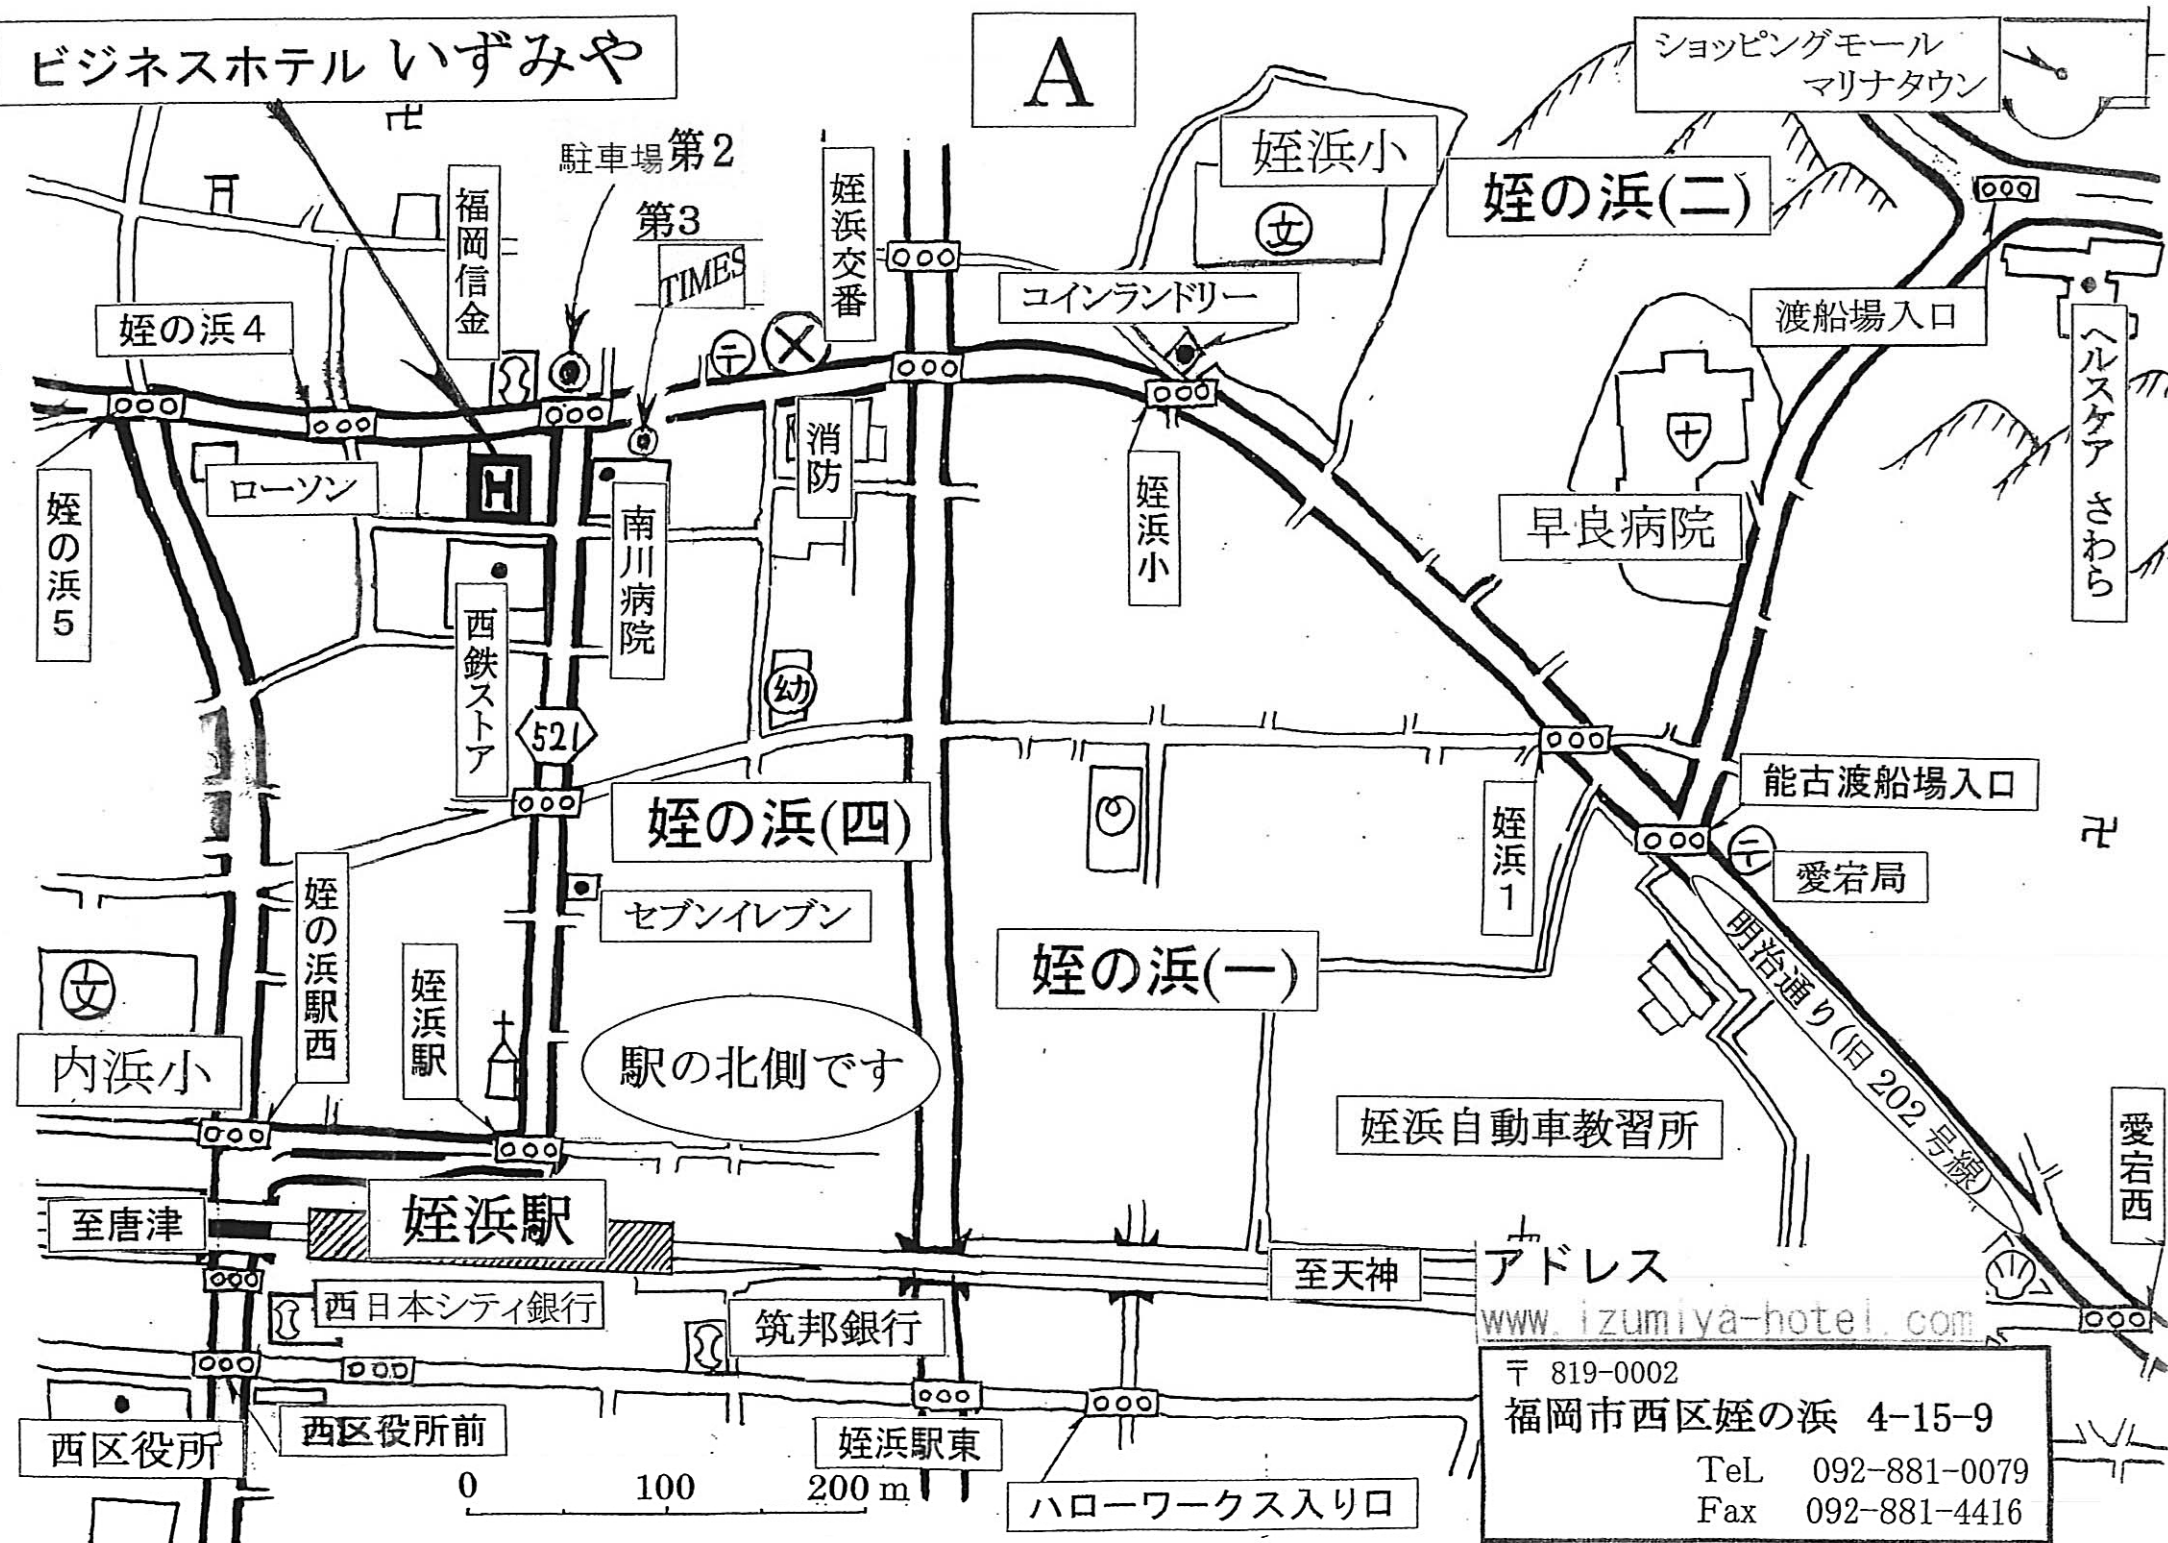 ビジネスホテル いずみや
A
ショッピングモール
マリナタウン
駐車場第2
第3
TIMES
福岡信金
姪浜交番
姪浜小
文
姪の浜(二)
コインランドリー
渡船場入口
ヘルスケア さわら
姪の浜4
〒
ローソン
H
消防
姪の浜5
南川病院
姪浜小
早良病院
西鉄ストア
幼
521
姪の浜(四)
能古渡船場入口
姪浜1
〒
愛宕局
セブンイレブン
姪の浜駅西
姪浜駅
姪の浜(一)
明治通り(旧202号線)
文
内浜小
駅の北側です
姪浜自動車教習所
愛宕西
至唐津
姪浜駅
至天神
西日本シティ銀行
筑邦銀行
西区役所
西区役所前
姪浜駅東
ハローワークス入り口
0 100 200 m
アドレス
www.izumiya-hotel.com
〒 819-0002
福岡市西区姪の浜 4-15-9
TeL 092-881-0079
Fax 092-881-4416